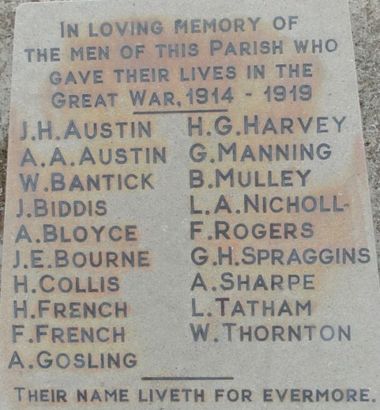 IN LOVING MEMORY OF
THE MEN OF THIS PARISH WHO
GAVE THEIR LIVES IN THE
GREAT WAR, 1914 - 1919
J.H. AUSTIN
A.A. AUSTIN
W. BANTICK
J. BIDDIS
A. BLOYCE
J.E. BOURNE
H. COLLIS
H. FRENCH
F. FRENCH
A. GOSLING
H.G. HARVEY
G. MANNING
B. MULLEY
L.A. NICHOLL-
F. ROGERS
G.H. SPRAGGINS
A. SHARPE
L. TATHAM
W. THORNTON
THEIR NAME LIVETH FOR EVERMORE.